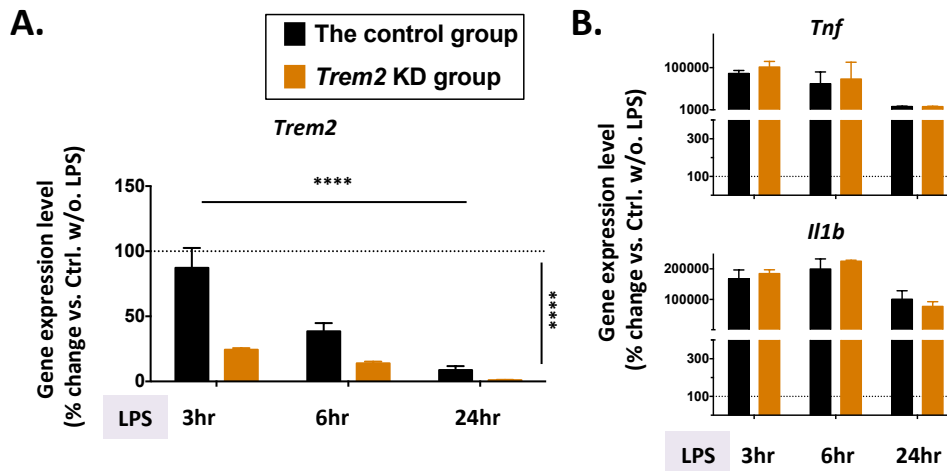 A.
The control group
Trem2 KD group
Trem2
Gene expression level
(% change vs. Ctrl. w/o. LPS)
150
100
50
0
****
****
LPS
3hr
6hr
24hr
B.
Tnf
Gene expression level
(% change vs. Ctrl. w/o. LPS)
100000
1000
300
100
Il1b
200000
100000
300
100
LPS
3hr
6hr
24hr